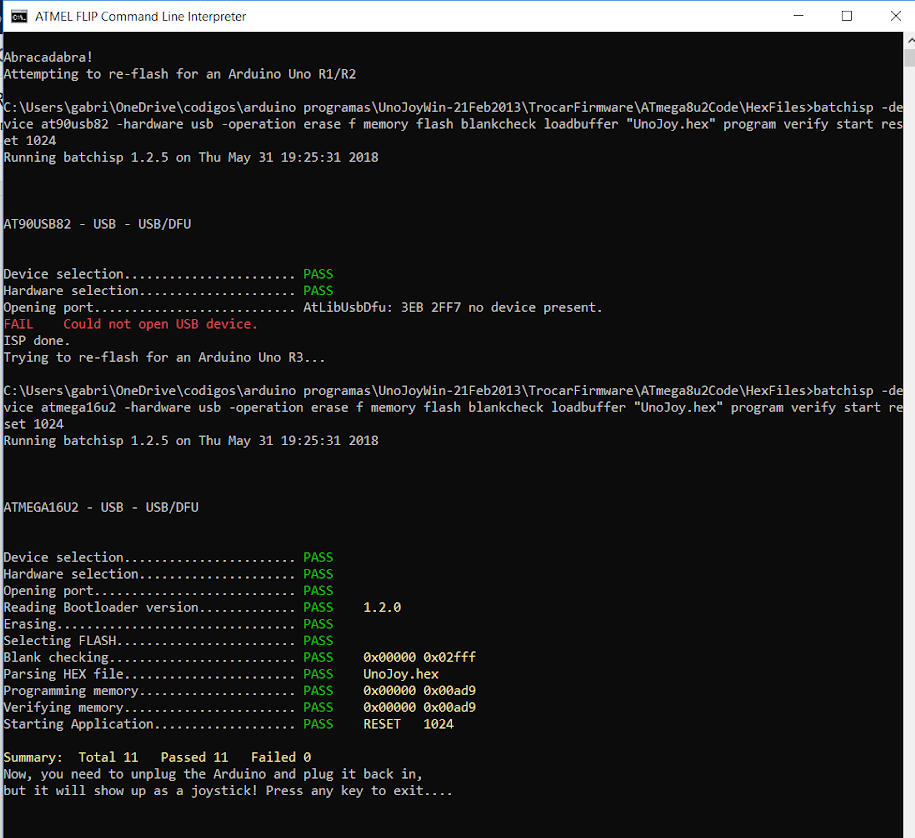 ATMEL FLIP Command Line Interpreter
Abracadabra!
Attempting to re-flash for an Arduino Uno R1/R2
C:\Users\gabri\OneDrive\codigos\arduino programas\UnoJoyWin-21Feb2013\TrocarFirmware\ATmega8u2Code\HexFiles>batchisp -de
vice at90usb82 -hardware usb -operation erase f memory flash blankcheck loadbuffer "UnoJoy.hex" program verify start res
et 1024
Running batchisp 1.2.5 on Thu May 31 19:25:31 2018
AT90USB82 - USB - USB/DFU
Device selection....................... PASS
Hardware selection..................... PASS
Opening port........................... AtLibUsbDfu: 3EB 2FF7 no device present.
FAIL    Could not open USB device.
ISP done.
Trying to re-flash for an Arduino Uno R3...
C:\Users\gabri\OneDrive\codigos\arduino programas\UnoJoyWin-21Feb2013\TrocarFirmware\ATmega8u2Code\HexFiles>batchisp -de
vice atmega16u2 -hardware usb -operation erase f memory flash blankcheck loadbuffer "UnoJoy.hex" program verify start re
set 1024
Running batchisp 1.2.5 on Thu May 31 19:25:31 2018
ATMEGA16U2 - USB - USB/DFU
Device selection....................... PASS
Hardware selection..................... PASS
Opening port........................... PASS
Reading Bootloader version............. PASS    1.2.0
Erasing................................ PASS
Selecting FLASH........................ PASS
Blank checking......................... PASS    0x00000 0x02fff
Parsing HEX file....................... PASS    UnoJoy.hex
Programming memory..................... PASS    0x00000 0x00ad9
Verifying memory....................... PASS    0x00000 0x00ad9
Starting Application................... PASS    RESET   1024
Summary:  Total 11   Passed 11   Failed 0
Now, you need to unplug the Arduino and plug it back in,
but it will show up as a joystick! Press any key to exit....